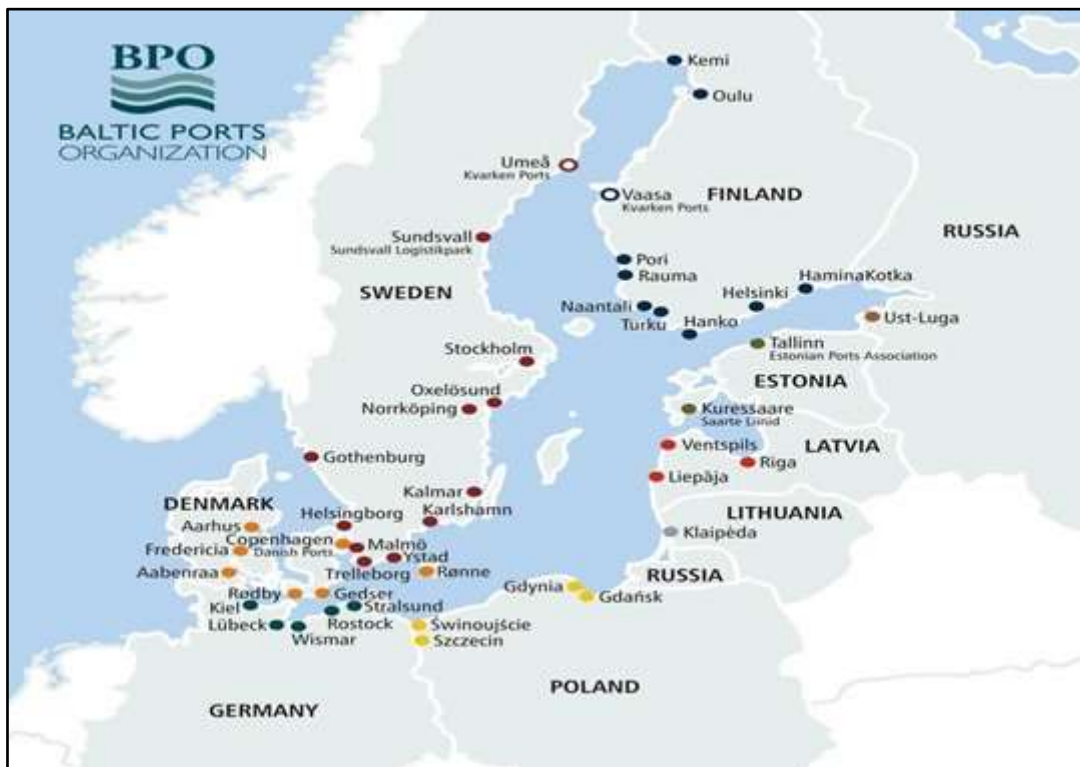 BPO
BALTIC PORTS
ORGANIZATION
Kemi
Oulu
Umeå
Kvarken Ports
Vaasa
Kvarken Ports
FINLAND
RUSSIA
Sundsvall
Sundsvall Logistikpark
Pori
Rauma
SWEDEN
HaminaKotka
Naantali
Helsinki
Turku
Hanko
Ust-Luga
Tallinn
Estonian Ports Association
Stockholm
ESTONIA
Oxelösund
Norrköping
Kuressaare
Saarte Liinid
Ventspils
LATVIA
Gothenburg
Riga
Liepāja
Kalmar
DENMARK
Helsingborg
Karlshamn
LITHUANIA
Aarhus
Copenhagen
Danish Ports
Malmö
Klaipėda
Fredericia
Ystad
Aabenraa
Trelleborg
Rønne
RUSSIA
Rødby
Gedser
Gdynia
Gdańsk
Kiel
Stralsund
Lübeck
Rostock
Świnoujście
Wismar
Szczecin
POLAND
GERMANY